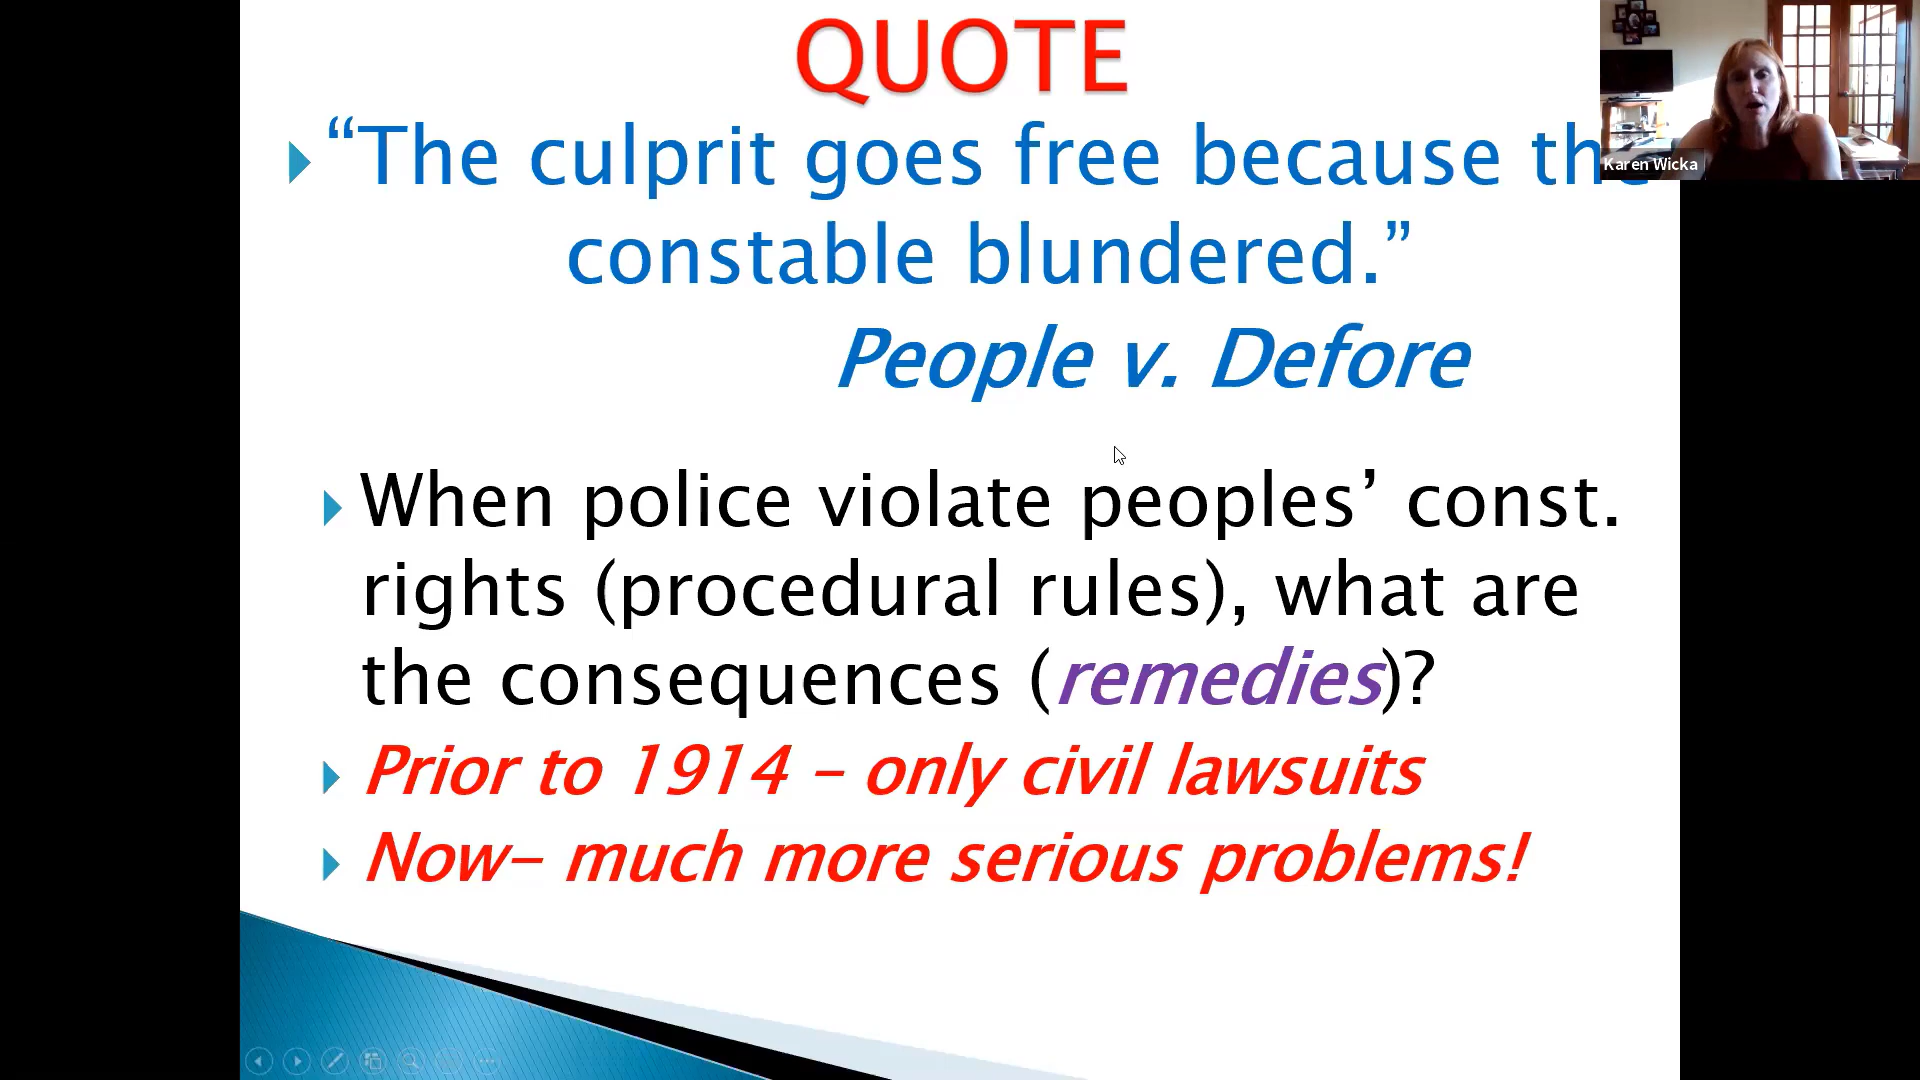 QUOTE
“The culprit goes free because the
constable blundered.”
People v. Defore
When police violate peoples’ const.
rights (procedural rules), what are
the consequences (remedies)?
Prior to 1914 – only civil lawsuits
Now– much more serious problems!
Karen Wicka